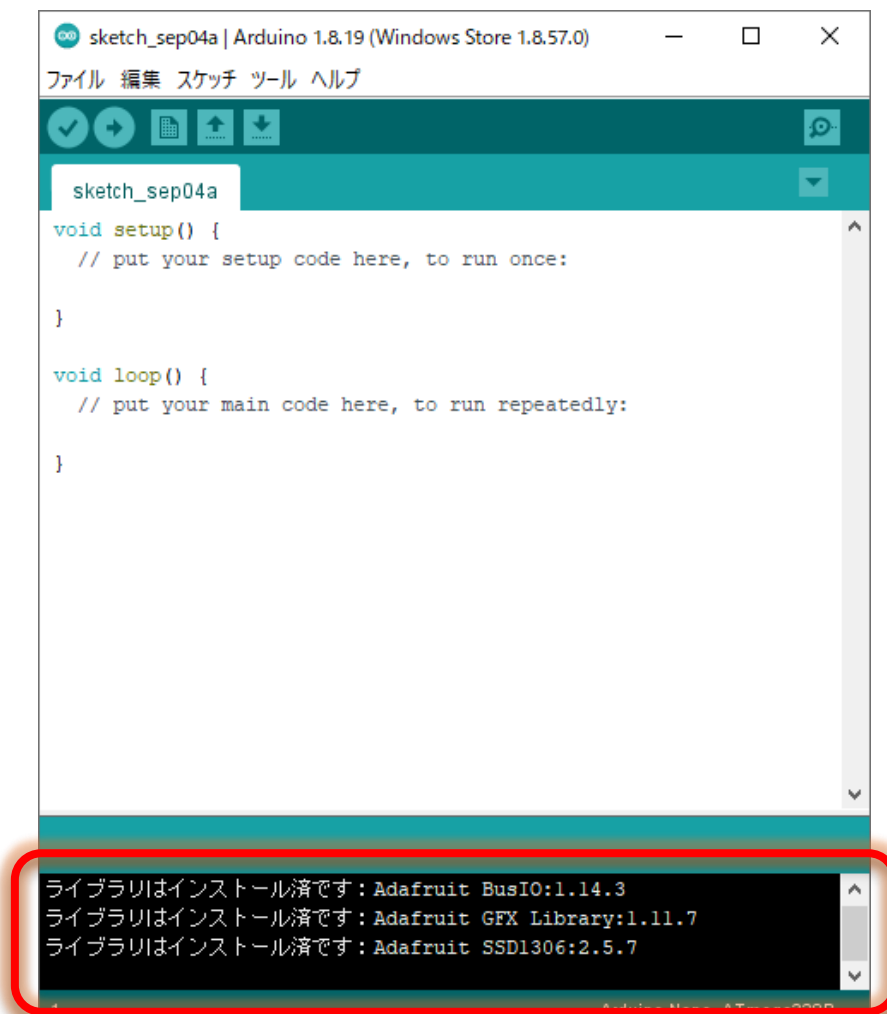 sketch_sep04a | Arduino 1.8.19 (Windows Store 1.8.57.0)
ファイル 編集 スケッチ ツール ヘルプ
sketch_sep04a
void setup() {
// put your setup code here, to run once:
}
void loop() {
// put your main code here, to run repeatedly:
}
ライブラリはインストール済です：Adafruit BusIO:1.14.3
ライブラリはインストール済です：Adafruit GFX Library:1.11.7
ライブラリはインストール済です：Adafruit SSD1306:2.5.7